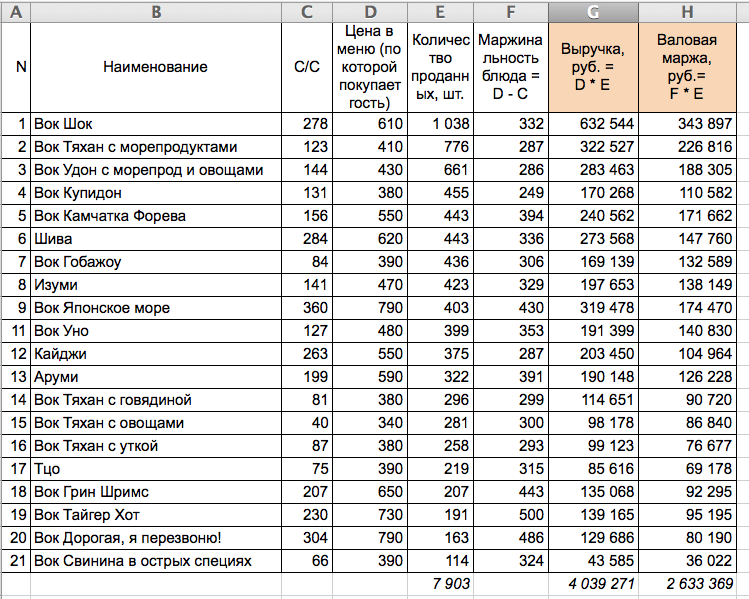 A B C D E F G H
N Наименование С/С Цена в меню (по которой покупает гость) Количес тво проданн ых, шт. Маржина льность блюда = D - C Выручка, руб. = D * E Валовая маржа, руб.= F * E
1 Вок Шок 278 610 1 038 332 632 544 343 897
2 Вок Тяхан с морепродуктами 123 410 776 287 322 527 226 816
3 Вок Удон с морепрод и овощами 144 430 661 286 283 463 188 305
4 Вок Купидон 131 380 455 249 170 268 110 582
5 Вок Камчатка Форева 156 550 443 394 240 562 171 662
6 Шива 284 620 443 336 273 568 147 760
7 Вок Гобажоу 84 390 436 306 169 139 132 589
8 Изуми 141 470 423 329 197 653 138 149
9 Вок Японское море 360 790 403 430 319 478 174 470
11 Вок Уно 127 480 399 353 191 399 140 830
12 Кайджи 263 550 375 287 203 450 104 964
13 Аруми 199 590 322 391 190 148 126 228
14 Вок Тяхан с говядиной 81 380 296 299 114 651 90 720
15 Вок Тяхан с овощами 40 340 281 300 98 178 86 840
16 Вок Тяхан с уткой 87 380 258 293 99 123 76 677
17 Тцо 75 390 219 315 85 616 69 178
18 Вок Грин Шримс 207 650 207 443 135 068 92 295
19 Вок Тайгер Хот 230 730 191 500 139 165 95 195
20 Вок Дорогая, я перезвоню! 304 790 163 486 129 686 80 190
21 Вок Свинина в острых специях 66 390 114 324 43 585 36 022
7 903 4 039 271 2 633 369